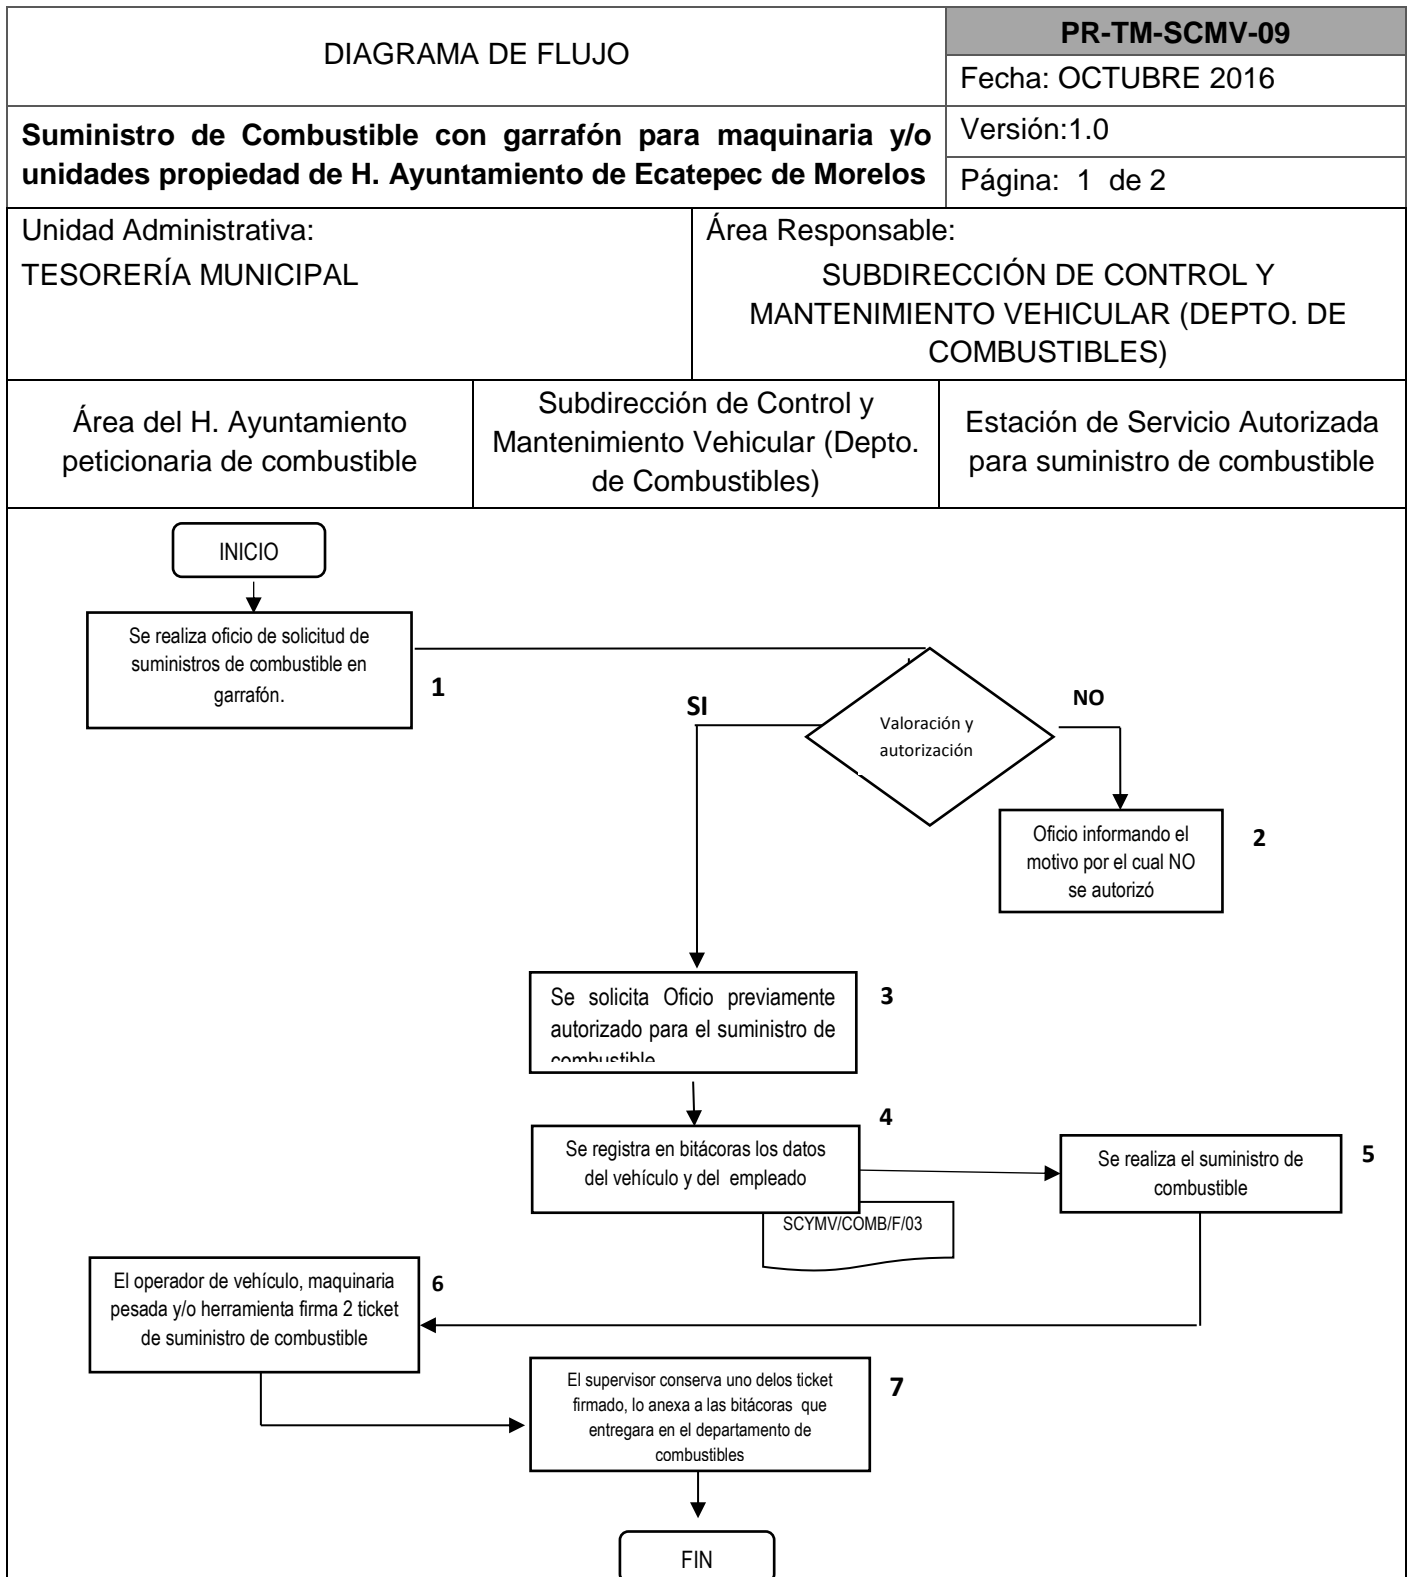 DIAGRAMA DE FLUJO
PR-TM-SCMV-09
Fecha: OCTUBRE 2016
Suministro de Combustible con garrafón para maquinaria y/o
unidades propiedad de H. Ayuntamiento de Ecatepec de Morelos
Versión:1.0
Página: 1 de 2
Unidad Administrativa:
TESORERÍA MUNICIPAL
Área Responsable:
SUBDIRECCIÓN DE CONTROL Y
MANTENIMIENTO VEHICULAR (DEPTO. DE
COMBUSTIBLES)
Área del H. Ayuntamiento
peticionaria de combustible
Subdirección de Control y
Mantenimiento Vehicular (Depto.
de Combustibles)
Estación de Servicio Autorizada
para suministro de combustible
INICIO
Se realiza oficio de solicitud de
suministros de combustible en
garrafón.
1
SI
Valoración y
autorización
NO
Oficio informando el
motivo por el cual NO
se autorizó
2
Se solicita Oficio previamente
autorizado para el suministro de
combustible
3
4
Se registra en bitácoras los datos
del vehículo y del empleado
SCYMV/COMB/F/03
Se realiza el suministro de
combustible
5
El operador de vehículo, maquinaria
pesada y/o herramienta firma 2 ticket
de suministro de combustible
6
El supervisor conserva uno delos ticket
firmado, lo anexa a las bitácoras que
entregara en el departamento de
combustibles
7
FIN